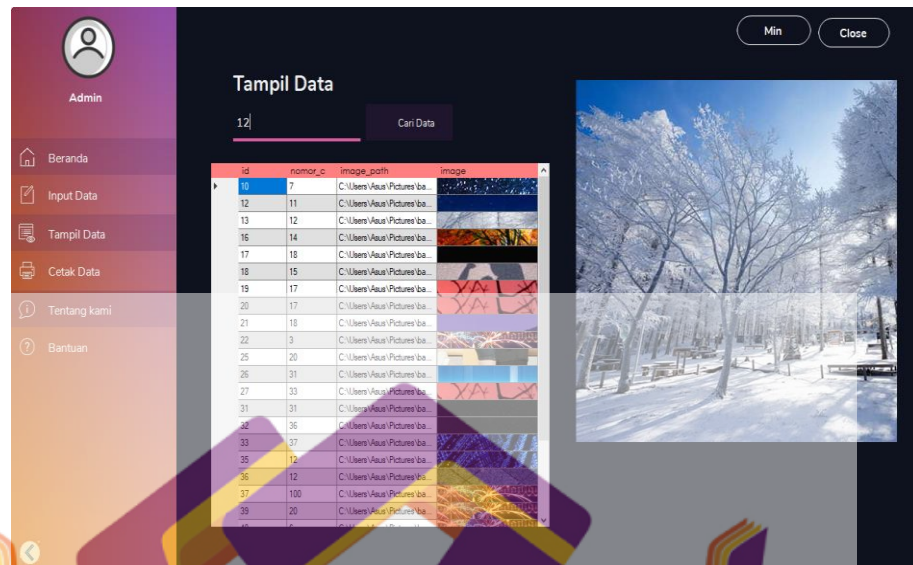 Min
Close
Admin
Tampil Data
12
Cari Data
Beranda
Input Data
Tampil Data
Cetak Data
Tentang kami
Bantuan
id nomor_c image_path image
10 7 C:\Users\Asus\Pictures\ba...
12 11 C:\Users\Asus\Pictures\ba...
13 12 C:\Users\Asus\Pictures\ba...
16 14 C:\Users\Asus\Pictures\ba...
17 18 C:\Users\Asus\Pictures\ba...
18 15 C:\Users\Asus\Pictures\ba...
19 17 C:\Users\Asus\Pictures\ba...
20 17 C:\Users\Asus\Pictures\ba...
21 18 C:\Users\Asus\Pictures\ba...
22 3 C:\Users\Asus\Pictures\ba...
25 20 C:\Users\Asus\Pictures\ba...
26 31 C:\Users\Asus\Pictures\ba...
27 33 C:\Users\Asus\Pictures\ba...
31 31 C:\Users\Asus\Pictures\ba...
32 36 C:\Users\Asus\Pictures\ba...
33 37 C:\Users\Asus\Pictures\ba...
35 12 C:\Users\Asus\Pictures\ba...
36 12 C:\Users\Asus\Pictures\ba...
37 100 C:\Users\Asus\Pictures\ba...
39 20 C:\Users\Asus\Pictures\ba...